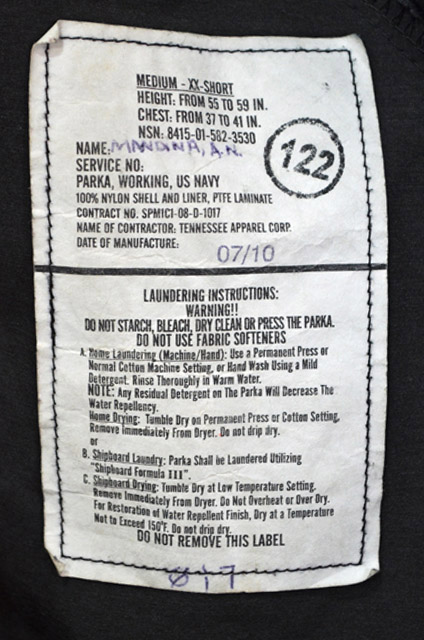 MEDIUM - XX-SHORT
HEIGHT: FROM 55 TO 59 IN.
CHEST: FROM 37 TO 41 IN.
NSN: 8415-01-582-3530
NAME: MANDANA, A.N.
122
SERVICE NO:
PARKA, WORKING, US NAVY
100% NYLON SHELL AND LINER, PTFE LAMINATE
CONTRACT NO. SPM1C1-08-D-1017
NAME OF CONTRACTOR: TENNESSEE APPAREL CORP.
DATE OF MANUFACTURE: 07/10
LAUNDERING INSTRUCTIONS:
WARNING!!
DO NOT STARCH, BLEACH, DRY CLEAN OR PRESS THE PARKA.
DO NOT USE FABRIC SOFTENERS
A. Home Laundering (Machine/Hand): Use a Permanent Press or
Normal Cotton Machine Setting, or Hand Wash Using a Mild
Detergent. Rinse Thoroughly in Warm Water.
NOTE: Any Residual Detergent on The Parka Will Decrease The
Water Repellency.
Home Drying: Tumble Dry on Permanent Press or Cotton Setting,
Remove Immediately From Dryer. Do not drip dry.
or
B. Shipboard Laundry: Parka Shall be Laundered Utilizing
"Shipboard Formula III".
C. Shipboard Drying: Tumble Dry at Low Temperature Setting.
Remove Immediately From Dryer. Do Not Overheat or Over Dry.
For Restoration of Water Repellent Finish, Dry at a Temperature
Not to Exceed 150°F. Do not drip dry.
DO NOT REMOVE THIS LABEL
017